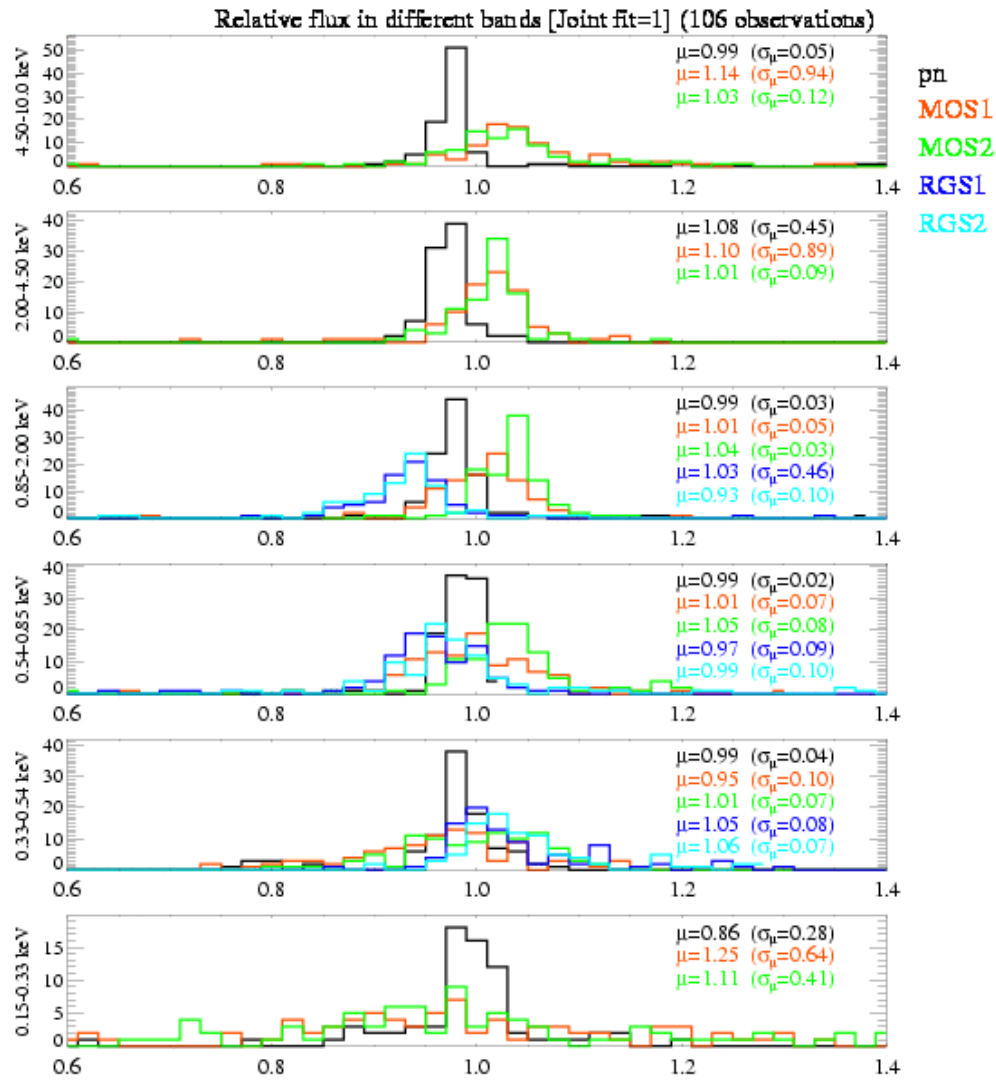 Relative flux in different bands [Joint fit=1] (106 observations)
pn
MOS1
MOS2
RGS1
RGS2
4.50-10.0 keV
50
40
30
20
10
0
μ=0.99 (σμ=0.05)
μ=1.14 (σμ=0.94)
μ=1.03 (σμ=0.12)
0.6 0.8 1.0 1.2 1.4
2.00-4.50 keV
40
30
20
10
0
μ=1.08 (σμ=0.45)
μ=1.10 (σμ=0.89)
μ=1.01 (σμ=0.09)
0.6 0.8 1.0 1.2 1.4
0.85-2.00 keV
40
30
20
10
0
μ=0.99 (σμ=0.03)
μ=1.01 (σμ=0.05)
μ=1.04 (σμ=0.03)
μ=1.03 (σμ=0.46)
μ=0.93 (σμ=0.10)
0.6 0.8 1.0 1.2 1.4
0.54-0.85 keV
40
30
20
10
0
μ=0.99 (σμ=0.02)
μ=1.01 (σμ=0.07)
μ=1.05 (σμ=0.08)
μ=0.97 (σμ=0.09)
μ=0.99 (σμ=0.10)
0.6 0.8 1.0 1.2 1.4
0.33-0.54 keV
40
30
20
10
0
μ=0.99 (σμ=0.04)
μ=0.95 (σμ=0.10)
μ=1.01 (σμ=0.07)
μ=1.05 (σμ=0.08)
μ=1.06 (σμ=0.07)
0.6 0.8 1.0 1.2 1.4
0.15-0.33 keV
15
10
5
0
μ=0.86 (σμ=0.28)
μ=1.25 (σμ=0.64)
μ=1.11 (σμ=0.41)
0.6 0.8 1.0 1.2 1.4